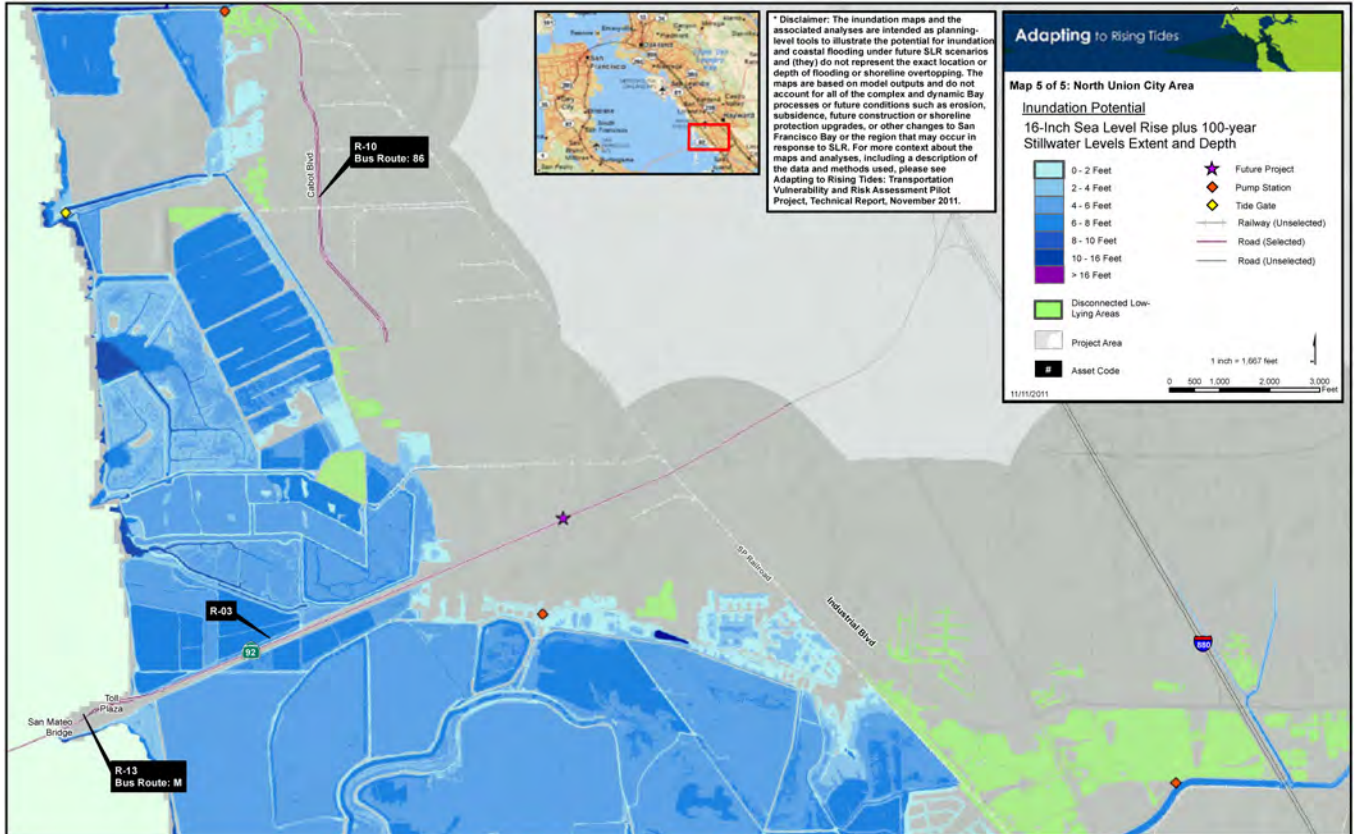 * Disclaimer: The inundation maps and the
associated analyses are intended as planning-
level tools to illustrate the potential for inundation
and coastal flooding under future SLR scenarios
and (they) do not represent the exact location or
depth of flooding or shoreline overtopping. The
maps are based on model outputs and do not
account for all of the complex and dynamic Bay
processes or future conditions such as erosion,
subsidence, future construction or shoreline
protection upgrades, or other changes to San
Francisco Bay or the region that may occur in
response to SLR. For more context about the
maps and analyses, including a description of
the data and methods used, please see
Adapting to Rising Tides: Transportation
Vulnerability and Risk Assessment Pilot
Project, Technical Report, November 2011.
Adapting to Rising Tides
Map 5 of 5: North Union City Area
Inundation Potential
16-Inch Sea Level Rise plus 100-year
Stillwater Levels Extent and Depth
0 - 2 Feet
2 - 4 Feet
4 - 6 Feet
6 - 8 Feet
8 - 10 Feet
10 - 16 Feet
> 16 Feet
Disconnected Low-
Lying Areas
Project Area
# Asset Code
Future Project
Pump Station
Tide Gate
Railway (Unselected)
Road (Selected)
Road (Unselected)
1 inch = 1,667 feet
0 500 1,000 2,000 3,000
Feet
11/11/2011
R-10
Bus Route: 86
Cabot Blvd
SP Railroad
Industrial Blvd
R-03
92
880
Toll
Plaza
San Mateo
Bridge
R-13
Bus Route: M
Oakland
Hayward